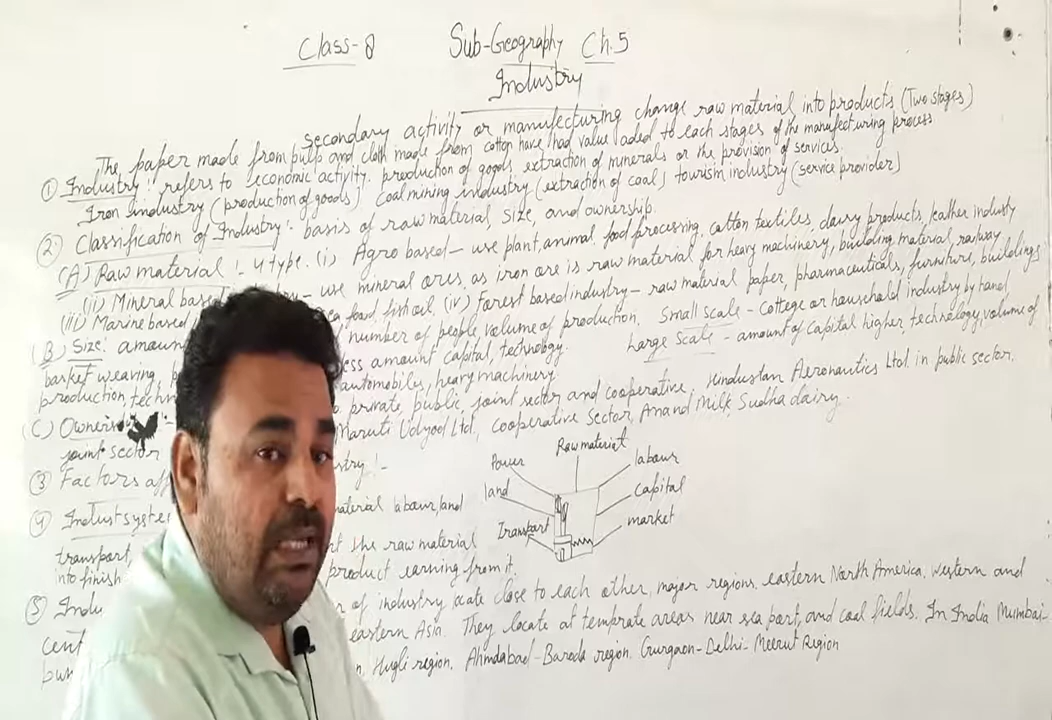 Class-8 Sub-Geography Ch.5
Industry
Secondary activity or manufacturing change raw material into products (Two stages)
The paper made from pulp and cloth made from cotton have had value added to each stages of the manufacturing process
① Industry :- refers to economic activity. production of goods, extraction of minerals or the provision of services.
Iron industry (production of goods) coal mining industry (extraction of coal) tourism industry (service provider)
② Classification of Industry:- basis of raw material, size, and ownership.
(A) Raw material :- 4 type. (i) Agro based - use plant, animal, food processing, cotton textiles, dairy products, leather industry
(ii) Mineral based - use mineral ores as iron ore is raw material for heavy machinery, building material, railway
(iii) Marine based food fish oil. (iv) Forest based industry - raw material paper, pharmaceuticals, furniture, buildings
(B) Size: number of people, volume of production. Small scale - Cottege or household industry by hand,
basket weaving, less amount capital, technology. Large Scale - amount of capital higher, technology, volume of
production, automobiles, heavy machinery
(C) private, public, joint sector and cooperative. Hindustan Aeronautics Ltd. in public sector.
joint sector Maruti Udyod Ltd., Cooperative Sector, Anand Milk Sudha dairy.
③ Factors
Power
Raw material
labour
land
capital
Transport
market
④ material labour, land
transport, the raw material
into product earning from it.
⑤ of industry locate close to each other, major regions. eastern North America, western and
eastern Asia. They locate at temprate areas near sea port, and coal fields. In India Mumbai-
Hugli region. Ahmdabad-Baroda region. Gurgaon-Delhi-Meerut Region